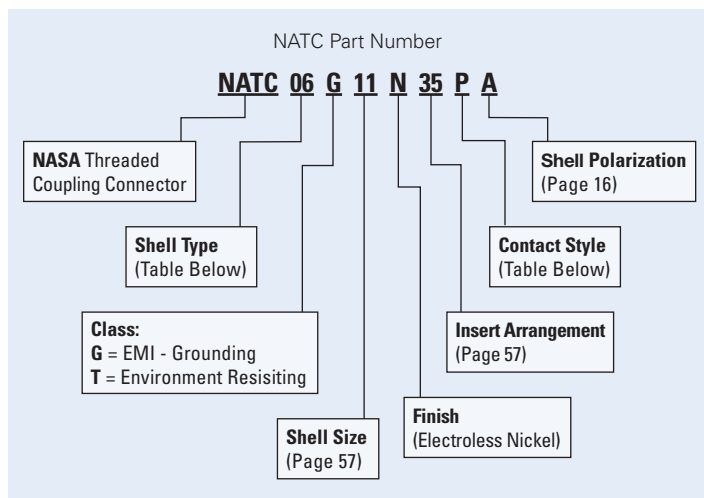 NATC Part Number
NATC 06 G 11 N 35 P A
NASA Threaded
Coupling Connector
Shell Polarization
(Page 16)
Shell Type
(Table Below)
Contact Style
(Table Below)
Class:
G = EMI - Grounding
T = Environment Resisiting
Insert Arrangement
(Page 57)
Shell Size
(Page 57)
Finish
(Electroless Nickel)